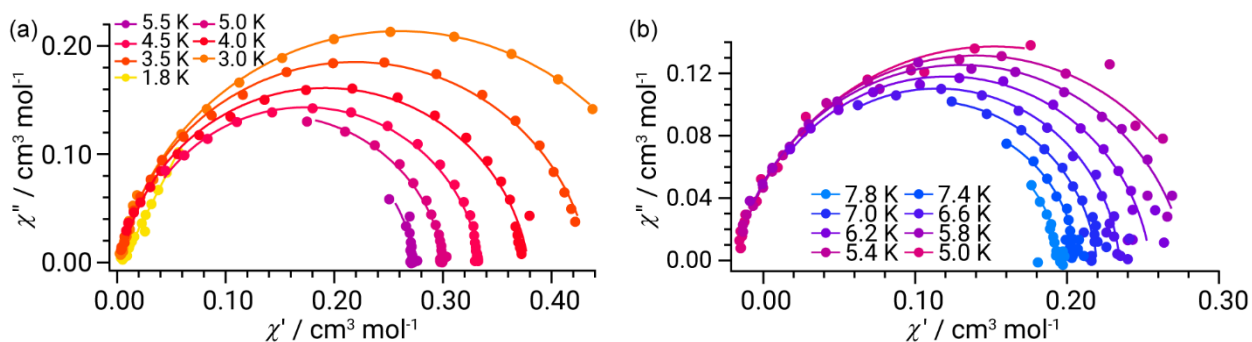 (a)
5.5 K 5.0 K
4.5 K 4.0 K
3.5 K 3.0 K
1.8 K
0.20
0.10
0.00
χ" / cm³ mol⁻¹
0.00 0.10 0.20 0.30 0.40
χ' / cm³ mol⁻¹
(b)
0.12
0.08
0.04
0.00
χ" / cm³ mol⁻¹
7.8 K 7.4 K
7.0 K 6.6 K
6.2 K 5.8 K
5.4 K 5.0 K
0.00 0.10 0.20 0.30
χ' / cm³ mol⁻¹